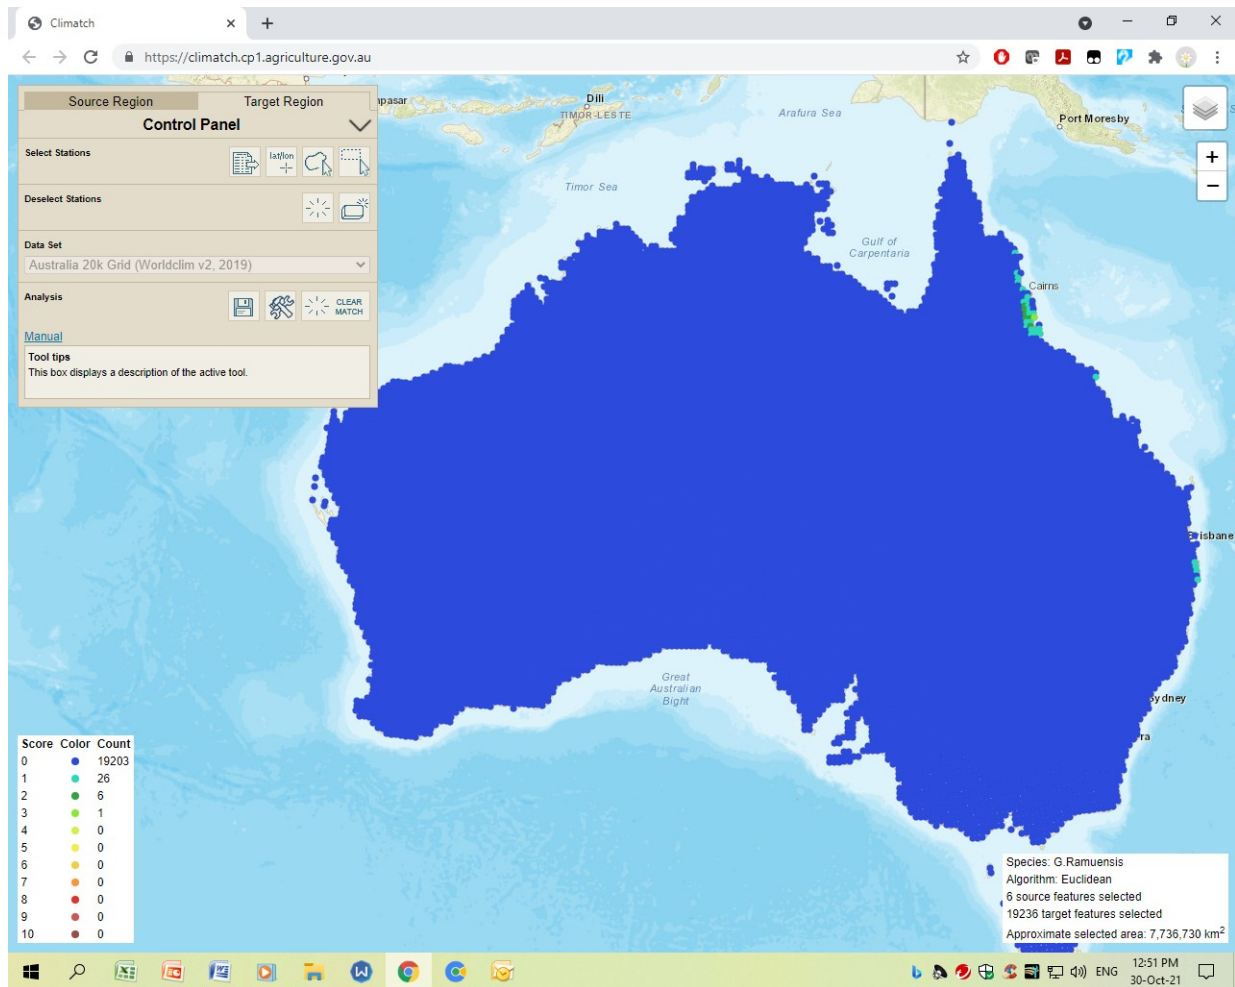 Climatch
https://climatch.cp1.agriculture.gov.au
Source Region
Target Region
Control Panel
Select Stations
lat/lon
Deselect Stations
Data Set
Australia 20k Grid (Worldclim v2, 2019)
Analysis
CLEAR
MATCH
Manual
Tool tips
This box displays a description of the active tool.
pasar
Dili
TIMOR-LESTE
Arafura Sea
Port Moresby
+
−
Timor Sea
Gulf of
Carpentaria
Cairns
isbane
Great
Australian
Bight
ydney
ra
Score Color Count
0 19203
1 26
2 6
3 1
4 0
5 0
6 0
7 0
8 0
9 0
10 0
Species: G.Ramuensis
Algorithm: Euclidean
6 source features selected
19236 target features selected
Approximate selected area: 7,736,730 km²
ENG
12:51 PM
30-Oct-21